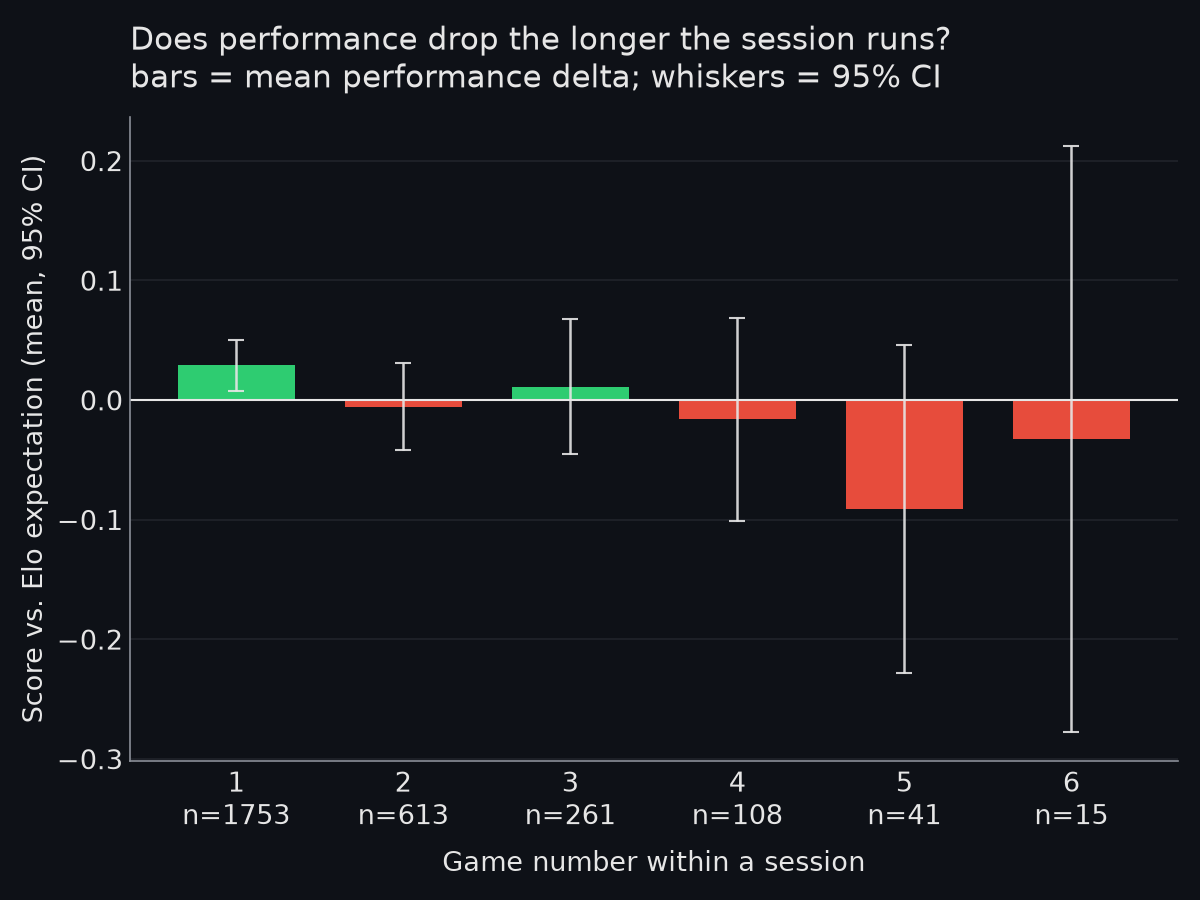 Does performance drop the longer the session runs?
bars = mean performance delta; whiskers = 95% CI
Score vs. Elo expectation (mean, 95% CI)
0.2
0.1
0.0
−0.1
−0.2
−0.3
1 2 3 4 5 6
n=1753 n=613 n=261 n=108 n=41 n=15
Game number within a session